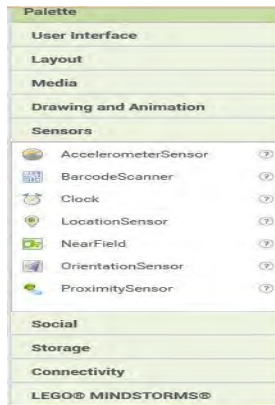 Palette
User Interface
Layout
Media
Drawing and Animation
Sensors
AccelerometerSensor ?
BarcodeScanner ?
Clock ?
LocationSensor ?
NearField ?
OrientationSensor ?
ProximitySensor ?
Social
Storage
Connectivity
LEGO® MINDSTORMS®